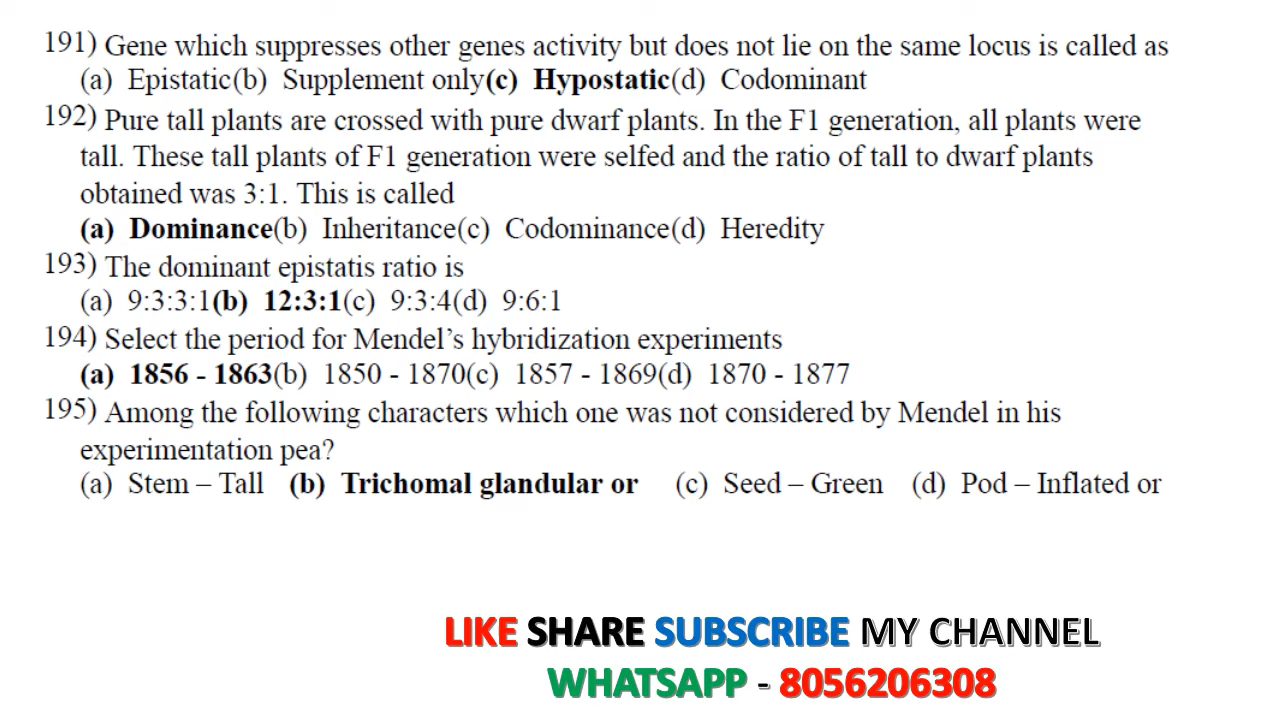 191) Gene which suppresses other genes activity but does not lie on the same locus is called as
(a) Epistatic(b) Supplement only(c) Hypostatic(d) Codominant
192) Pure tall plants are crossed with pure dwarf plants. In the F1 generation, all plants were
tall. These tall plants of F1 generation were selfed and the ratio of tall to dwarf plants
obtained was 3:1. This is called
(a) Dominance(b) Inheritance(c) Codominance(d) Heredity
193) The dominant epistatis ratio is
(a) 9:3:3:1(b) 12:3:1(c) 9:3:4(d) 9:6:1
194) Select the period for Mendel’s hybridization experiments
(a) 1856 - 1863(b) 1850 - 1870(c) 1857 - 1869(d) 1870 - 1877
195) Among the following characters which one was not considered by Mendel in his
experimentation pea?
(a) Stem – Tall (b) Trichomal glandular or (c) Seed – Green (d) Pod – Inflated or
LIKE SHARE SUBSCRIBE MY CHANNEL
WHATSAPP - 8056206308